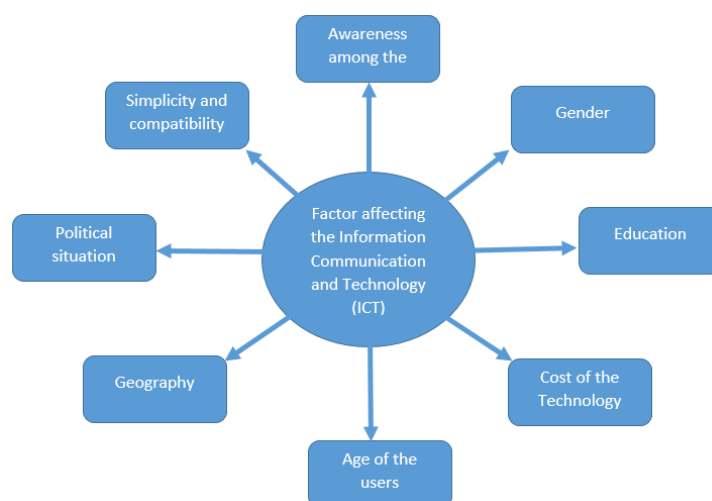 Awareness
among the
Simplicity and
compatibility
Gender
Factor affecting
the Information
Communication
and Technology
(ICT)
Political
situation
Education
Geography
Cost of the
Technology
Age of the
users